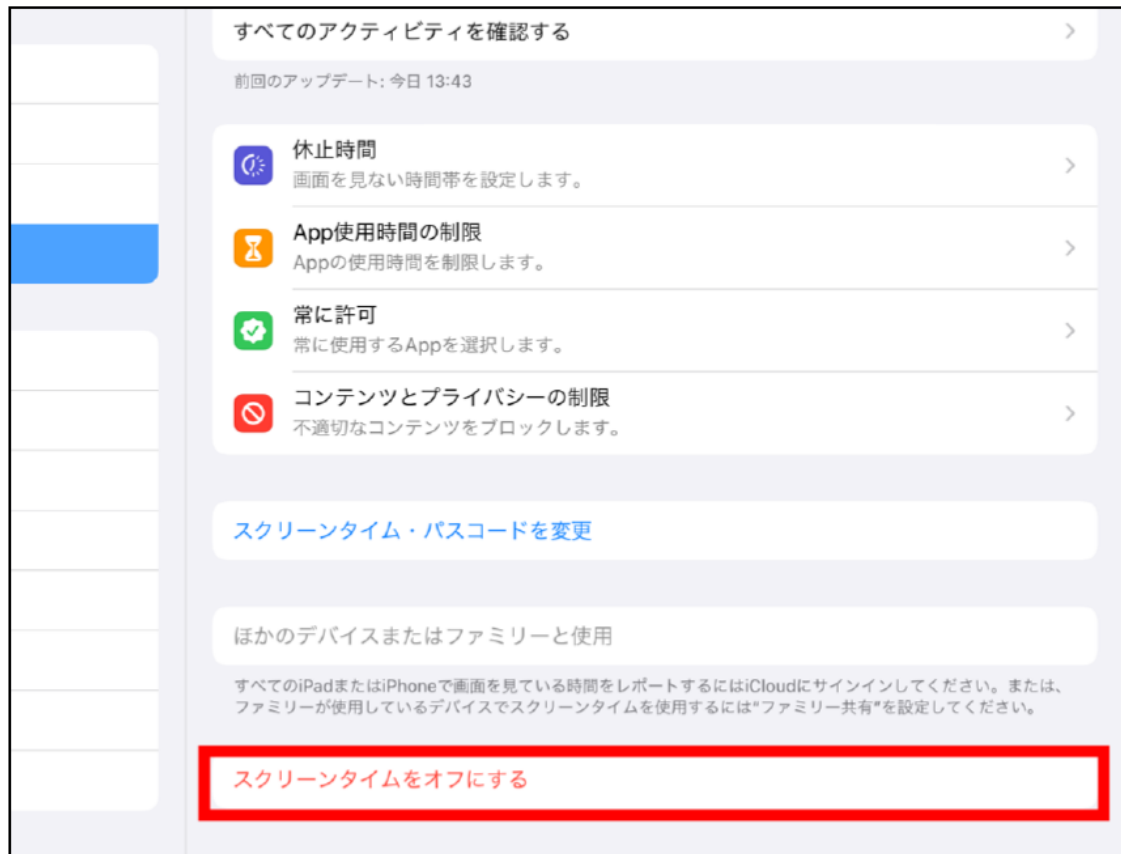 すべてのアクティビティを確認する
前回のアップデート: 今日 13:43
休止時間
画面を見ない時間帯を設定します。
App使用時間の制限
Appの使用時間を制限します。
常に許可
常に使用するAppを選択します。
コンテンツとプライバシーの制限
不適切なコンテンツをブロックします。
スクリーンタイム・パスコードを変更
ほかのデバイスまたはファミリーと使用
すべてのiPadまたはiPhoneで画面を見ている時間をレポートするにはiCloudにサインインしてください。または、
ファミリーが使用しているデバイスでスクリーンタイムを使用するには"ファミリー共有"を設定してください。
スクリーンタイムをオフにする